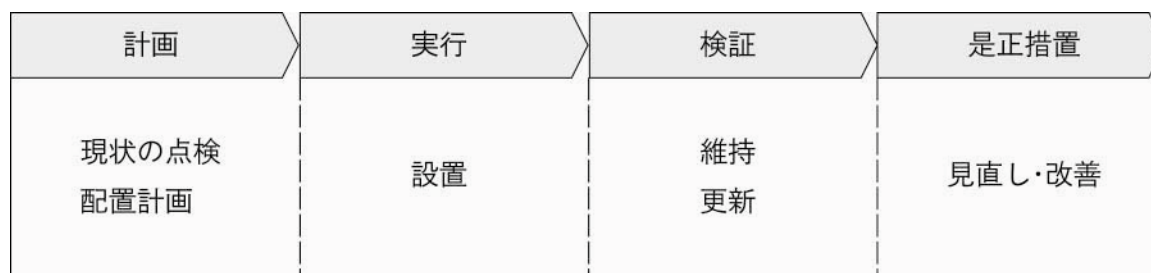 計画
実行
検証
是正措置
現状の点検
配置計画
設置
維持
更新
見直し・改善